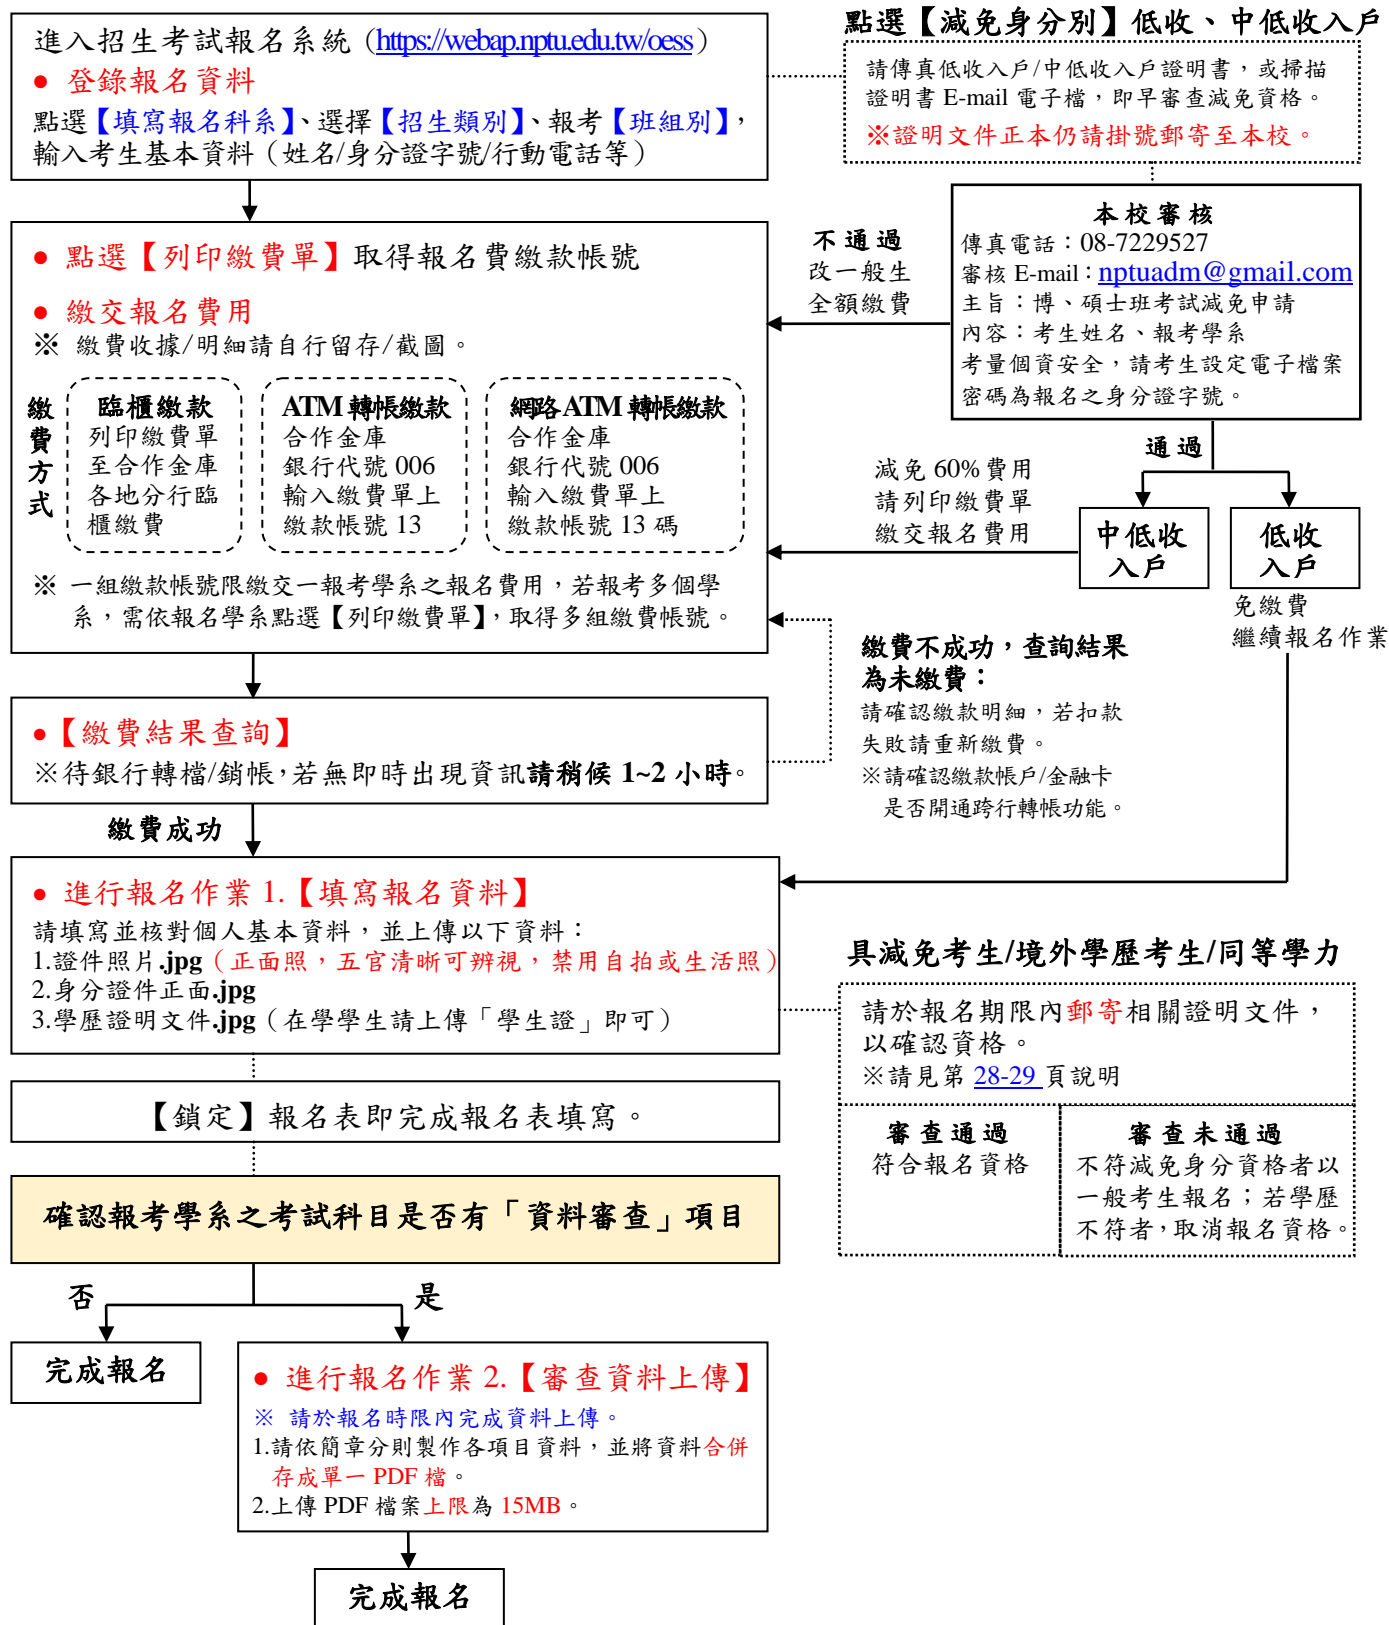 進入招生考試報名系統 (https://webap.nptu.edu.tw/oess)
● 登錄報名資料
點選【填寫報名科系】、選擇【招生類別】、報考【班組別】，
輸入考生基本資料（姓名/身分證字號/行動電話等）
點選【減免身分別】低收、中低收入戶
請傳真低收入戶/中低收入戶證明書，或掃描
證明書 E-mail 電子檔，即早審查減免資格。
※證明文件正本仍請掛號郵寄至本校。
本校審核
傳真電話：08-7229527
審核 E-mail：nptuadm@gmail.com
主旨：博、碩士班考試減免申請
內容：考生姓名、報考學系
考量個資安全，請考生設定電子檔案
密碼為報名之身分證字號。
不通過
改一般生
全額繳費
● 點選【列印繳費單】取得報名費繳款帳號
● 繳交報名費用
※ 繳費收據/明細請自行留存/截圖。
繳
費
方
式
臨櫃繳款
列印繳費單
至合作金庫
各地分行臨
櫃繳費
ATM 轉帳繳款
合作金庫
銀行代號 006
輸入繳費單上
繳款帳號 13
網路 ATM 轉帳繳款
合作金庫
銀行代號 006
輸入繳費單上
繳款帳號 13 碼
※ 一組繳款帳號限繳交一報考學系之報名費用，若報考多個學
系，需依報名學系點選【列印繳費單】，取得多組繳費帳號。
通過
減免 60%費用
請列印繳費單
繳交報名費用
中低收
入戶
低收
入戶
免繳費
繼續報名作業
●【繳費結果查詢】
※待銀行轉檔/銷帳，若無即時出現資訊請稍候 1~2 小時。
繳費不成功，查詢結果
為未繳費：
請確認繳款明細，若扣款
失敗請重新繳費。
※請確認繳款帳戶/金融卡
是否開通跨行轉帳功能。
繳費成功
● 進行報名作業 1.【填寫報名資料】
請填寫並核對個人基本資料，並上傳以下資料：
1.證件照片.jpg（正面照，五官清晰可辨視，禁用自拍或生活照）
2.身分證件正面.jpg
3.學歷證明文件.jpg（在學學生請上傳「學生證」即可）
具減免考生/境外學歷考生/同等學力
請於報名期限內郵寄相關證明文件，
以確認資格。
※請見第 28-29 頁說明
審查通過
符合報名資格
審查未通過
不符減免身分資格者以
一般考生報名；若學歷
不符者，取消報名資格。
【鎖定】報名表即完成報名表填寫。
確認報考學系之考試科目是否有「資料審查」項目
否
是
完成報名
● 進行報名作業 2.【審查資料上傳】
※ 請於報名時限內完成資料上傳。
1.請依簡章分則製作各項目資料，並將資料合併
存成單一 PDF 檔。
2.上傳 PDF 檔案上限為 15MB。
完成報名